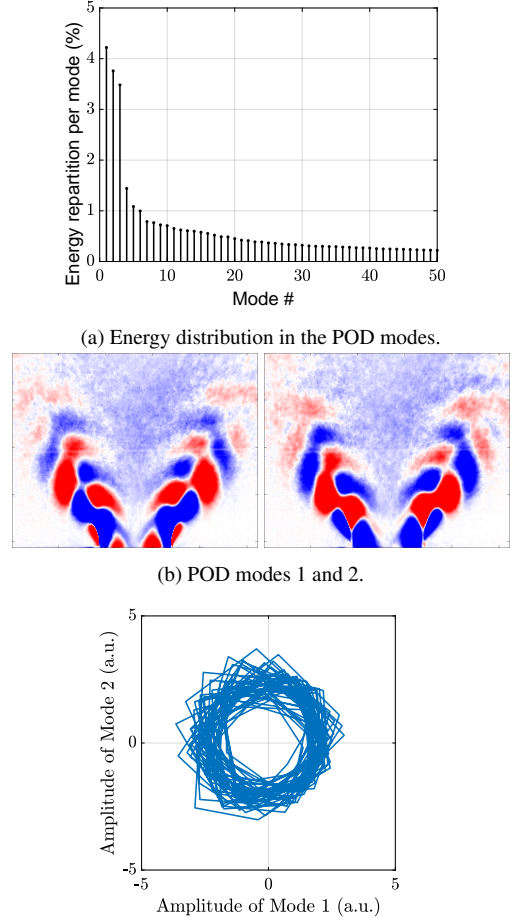 Energy repartition per mode (%)
5
4
3
2
1
0
0 10 20 30 40 50
Mode #
(a) Energy distribution in the POD modes.
(b) POD modes 1 and 2.
Amplitude of Mode 2 (a.u.)
5
0
-5
-5 0 5
Amplitude of Mode 1 (a.u.)